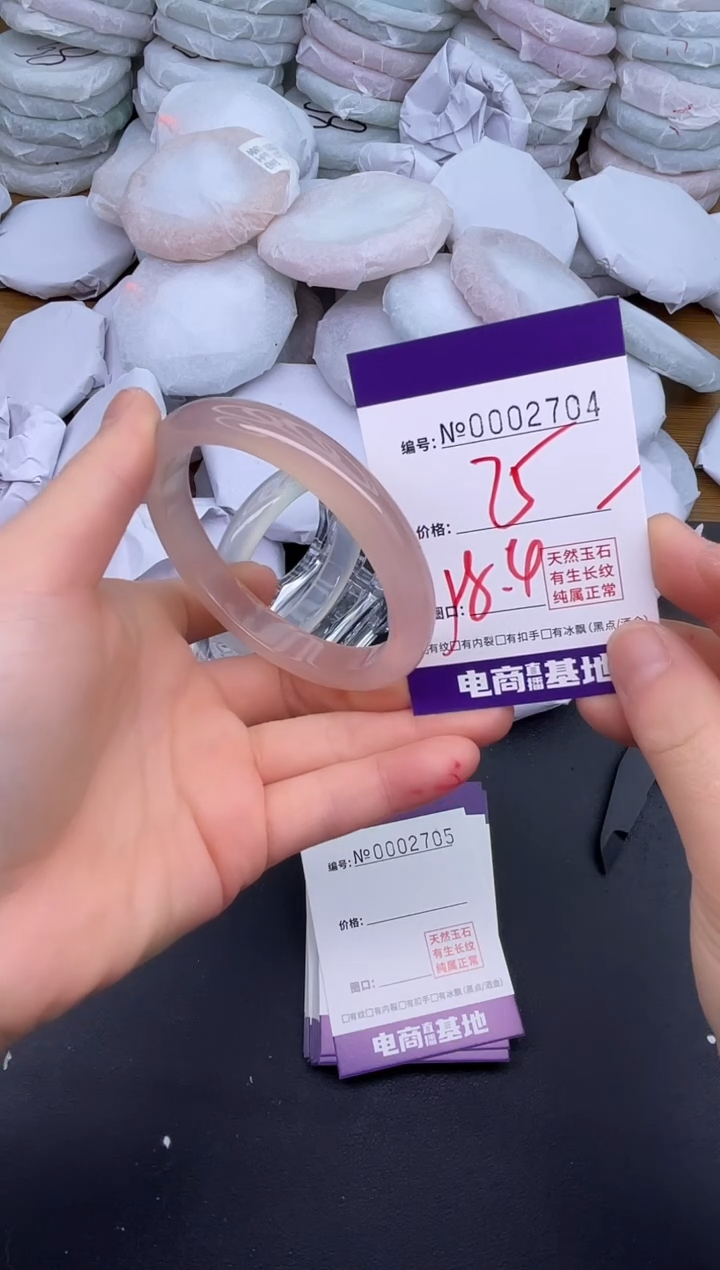 编号:№0002704
价格: 25
圈口: 58.4
天然玉石
有生长纹
纯属正常
□有纹□有内裂□有扣手□有冰飘(黑点/酒盒)
电商直播基地
编号:№0002705
价格:
圈口:
天然玉石
有生长纹
纯属正常
□有纹□有内裂□有扣手□有冰飘(黑点/酒盒)
电商直播基地